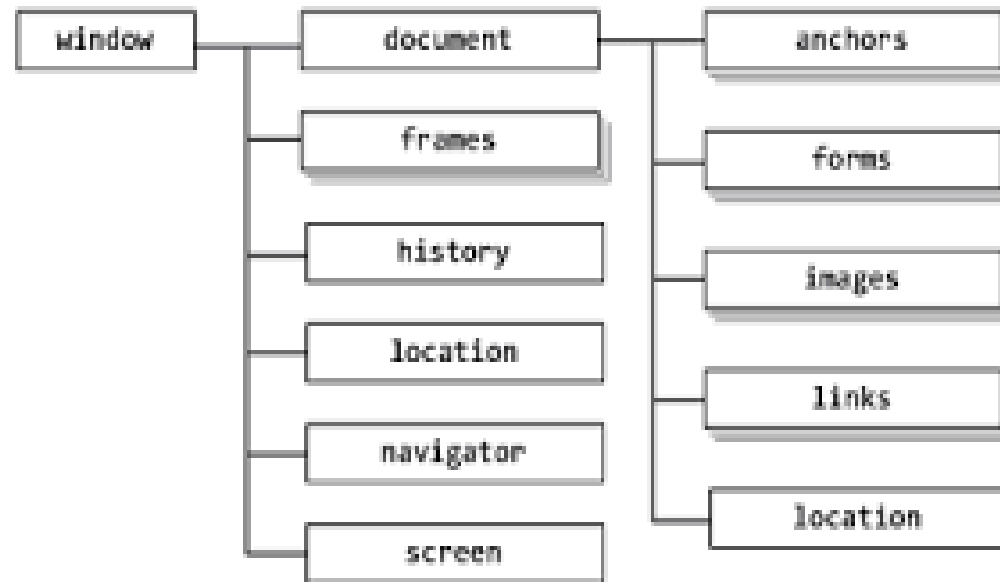 window
document
anchors
frames
forms
history
images
location
links
navigator
location
screen